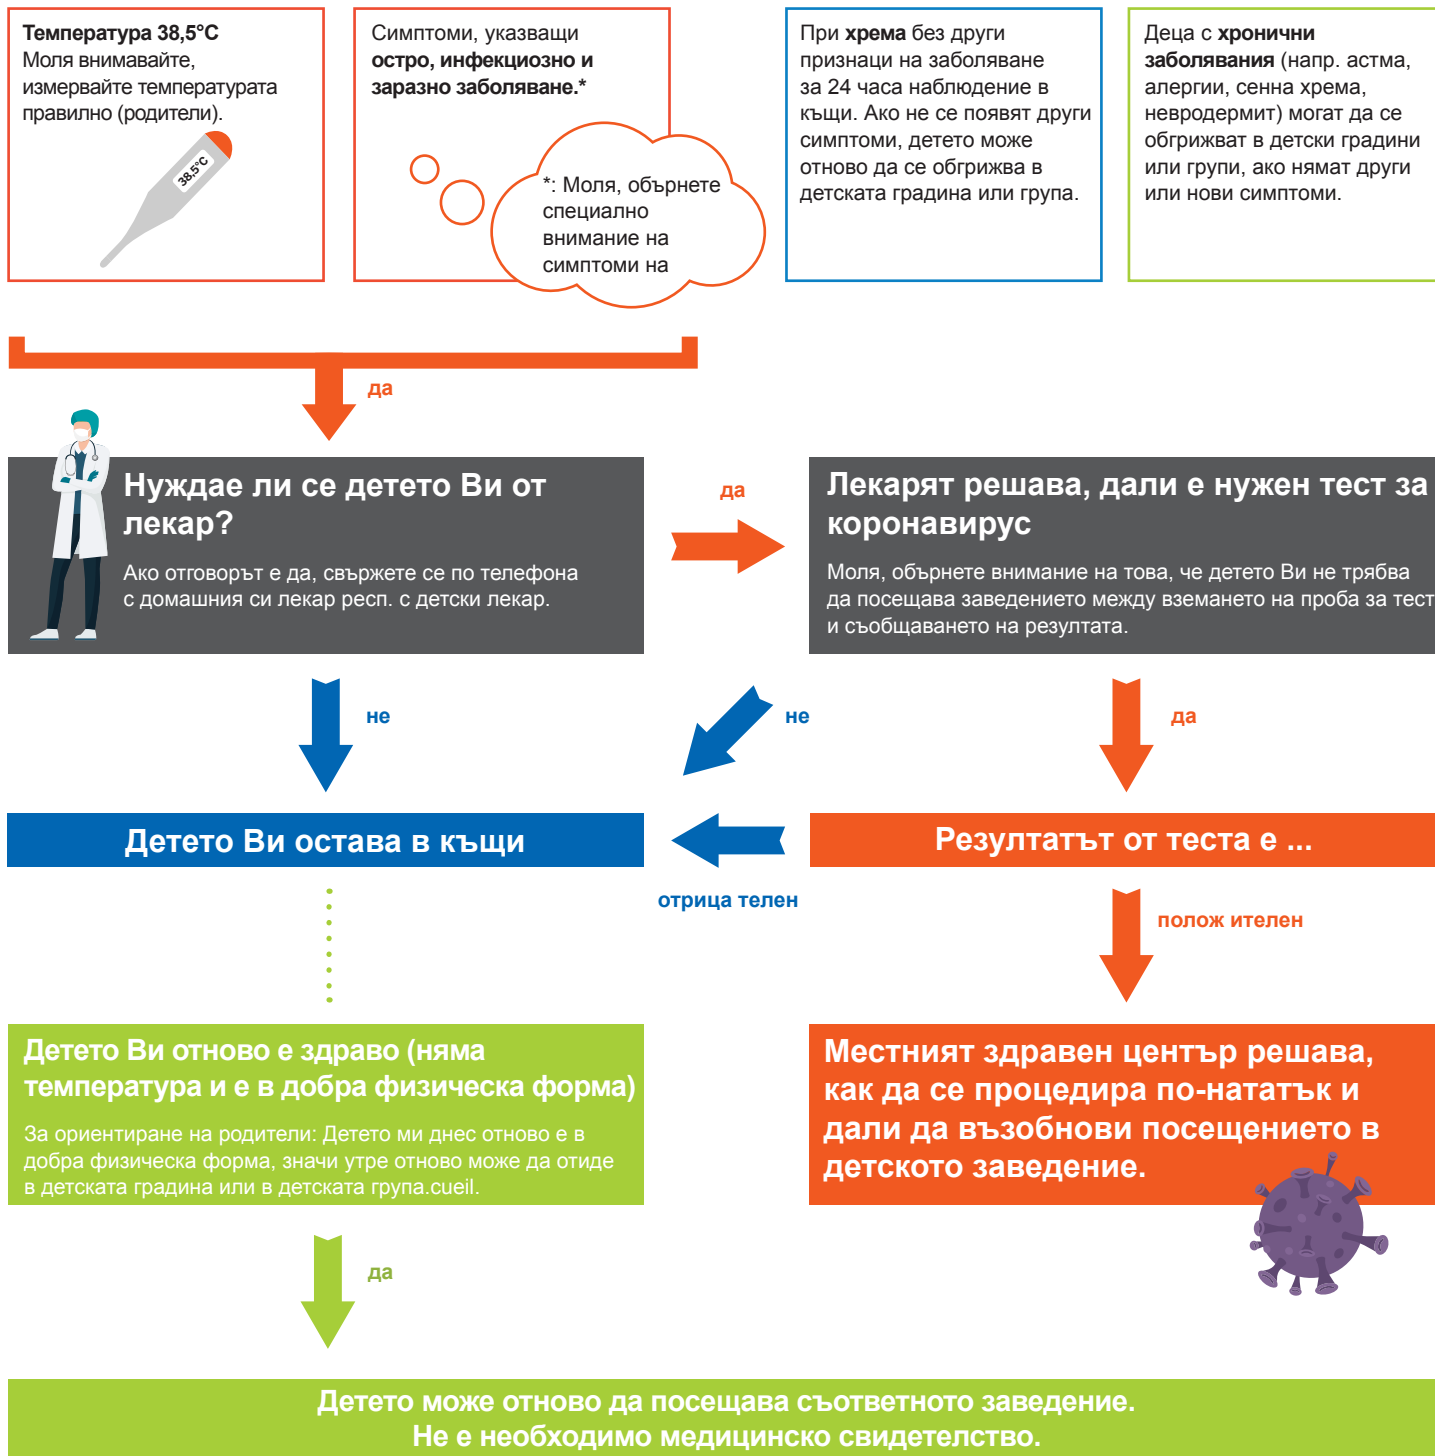 Температура 38,5°C
Моля внимавайте,
измервайте температурата
правилно (родители).
38,5°C
Симптоми, указващи
остро, инфекциозно и
заразно заболяване.*
*: Моля, обърнете
специално
внимание на
симптоми на
При хрема без други
признаци на заболяване
за 24 часа наблюдение в
къщи. Ако не се появят други
симптоми, детето може
отново да се обгрижва в
детската градина или група.
Деца с хронични
заболявания (напр. астма,
алергии, сенна хрема,
невродермит) могат да се
обгрижват в детски градини
или групи, ако нямат други
или нови симптоми.
да
Нуждае ли се детето Ви от
лекар?
Ако отговорът е да, свържете се по телефона
с домашния си лекар респ. с детски лекар.
да
Лекарят решава, дали е нужен тест за
коронавирус
Моля, обърнете внимание на това, че детето Ви не трябва
да посещава заведението между вземането на проба за тест
и съобщаването на резултата.
не
не
да
Детето Ви остава в къщи
Резултатът от теста е ...
отрица телен
полож ителен
Детето Ви отново е здраво (няма
температура и е в добра физическа форма)
За ориентиране на родители: Детето ми днес отново е в
добра физическа форма, значи утре отново може да отиде
в детската градина или в детската група.cueil.
Местният здравен център решава,
как да се процедира по-нататък и
дали да възобнови посещението в
детското заведение.
да
Детето може отново да посещава съответното заведение.
Не е необходимо медицинско свидетелство.